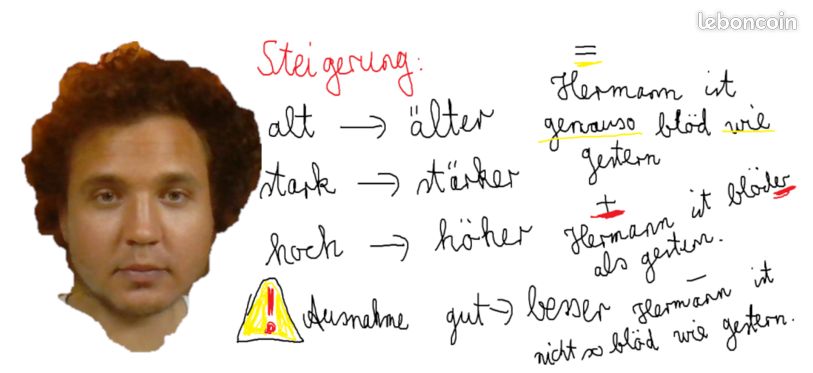 leboncoin
Steigerung:
alt → älter
stark → stärker
hoch → höher
! Ausnahme gut → besser
=
Hermann ist
genauso blöd wie
gestern
+
Hermann ist blöder
als gestern.
–
Hermann ist
nicht so blöd wie gestern.